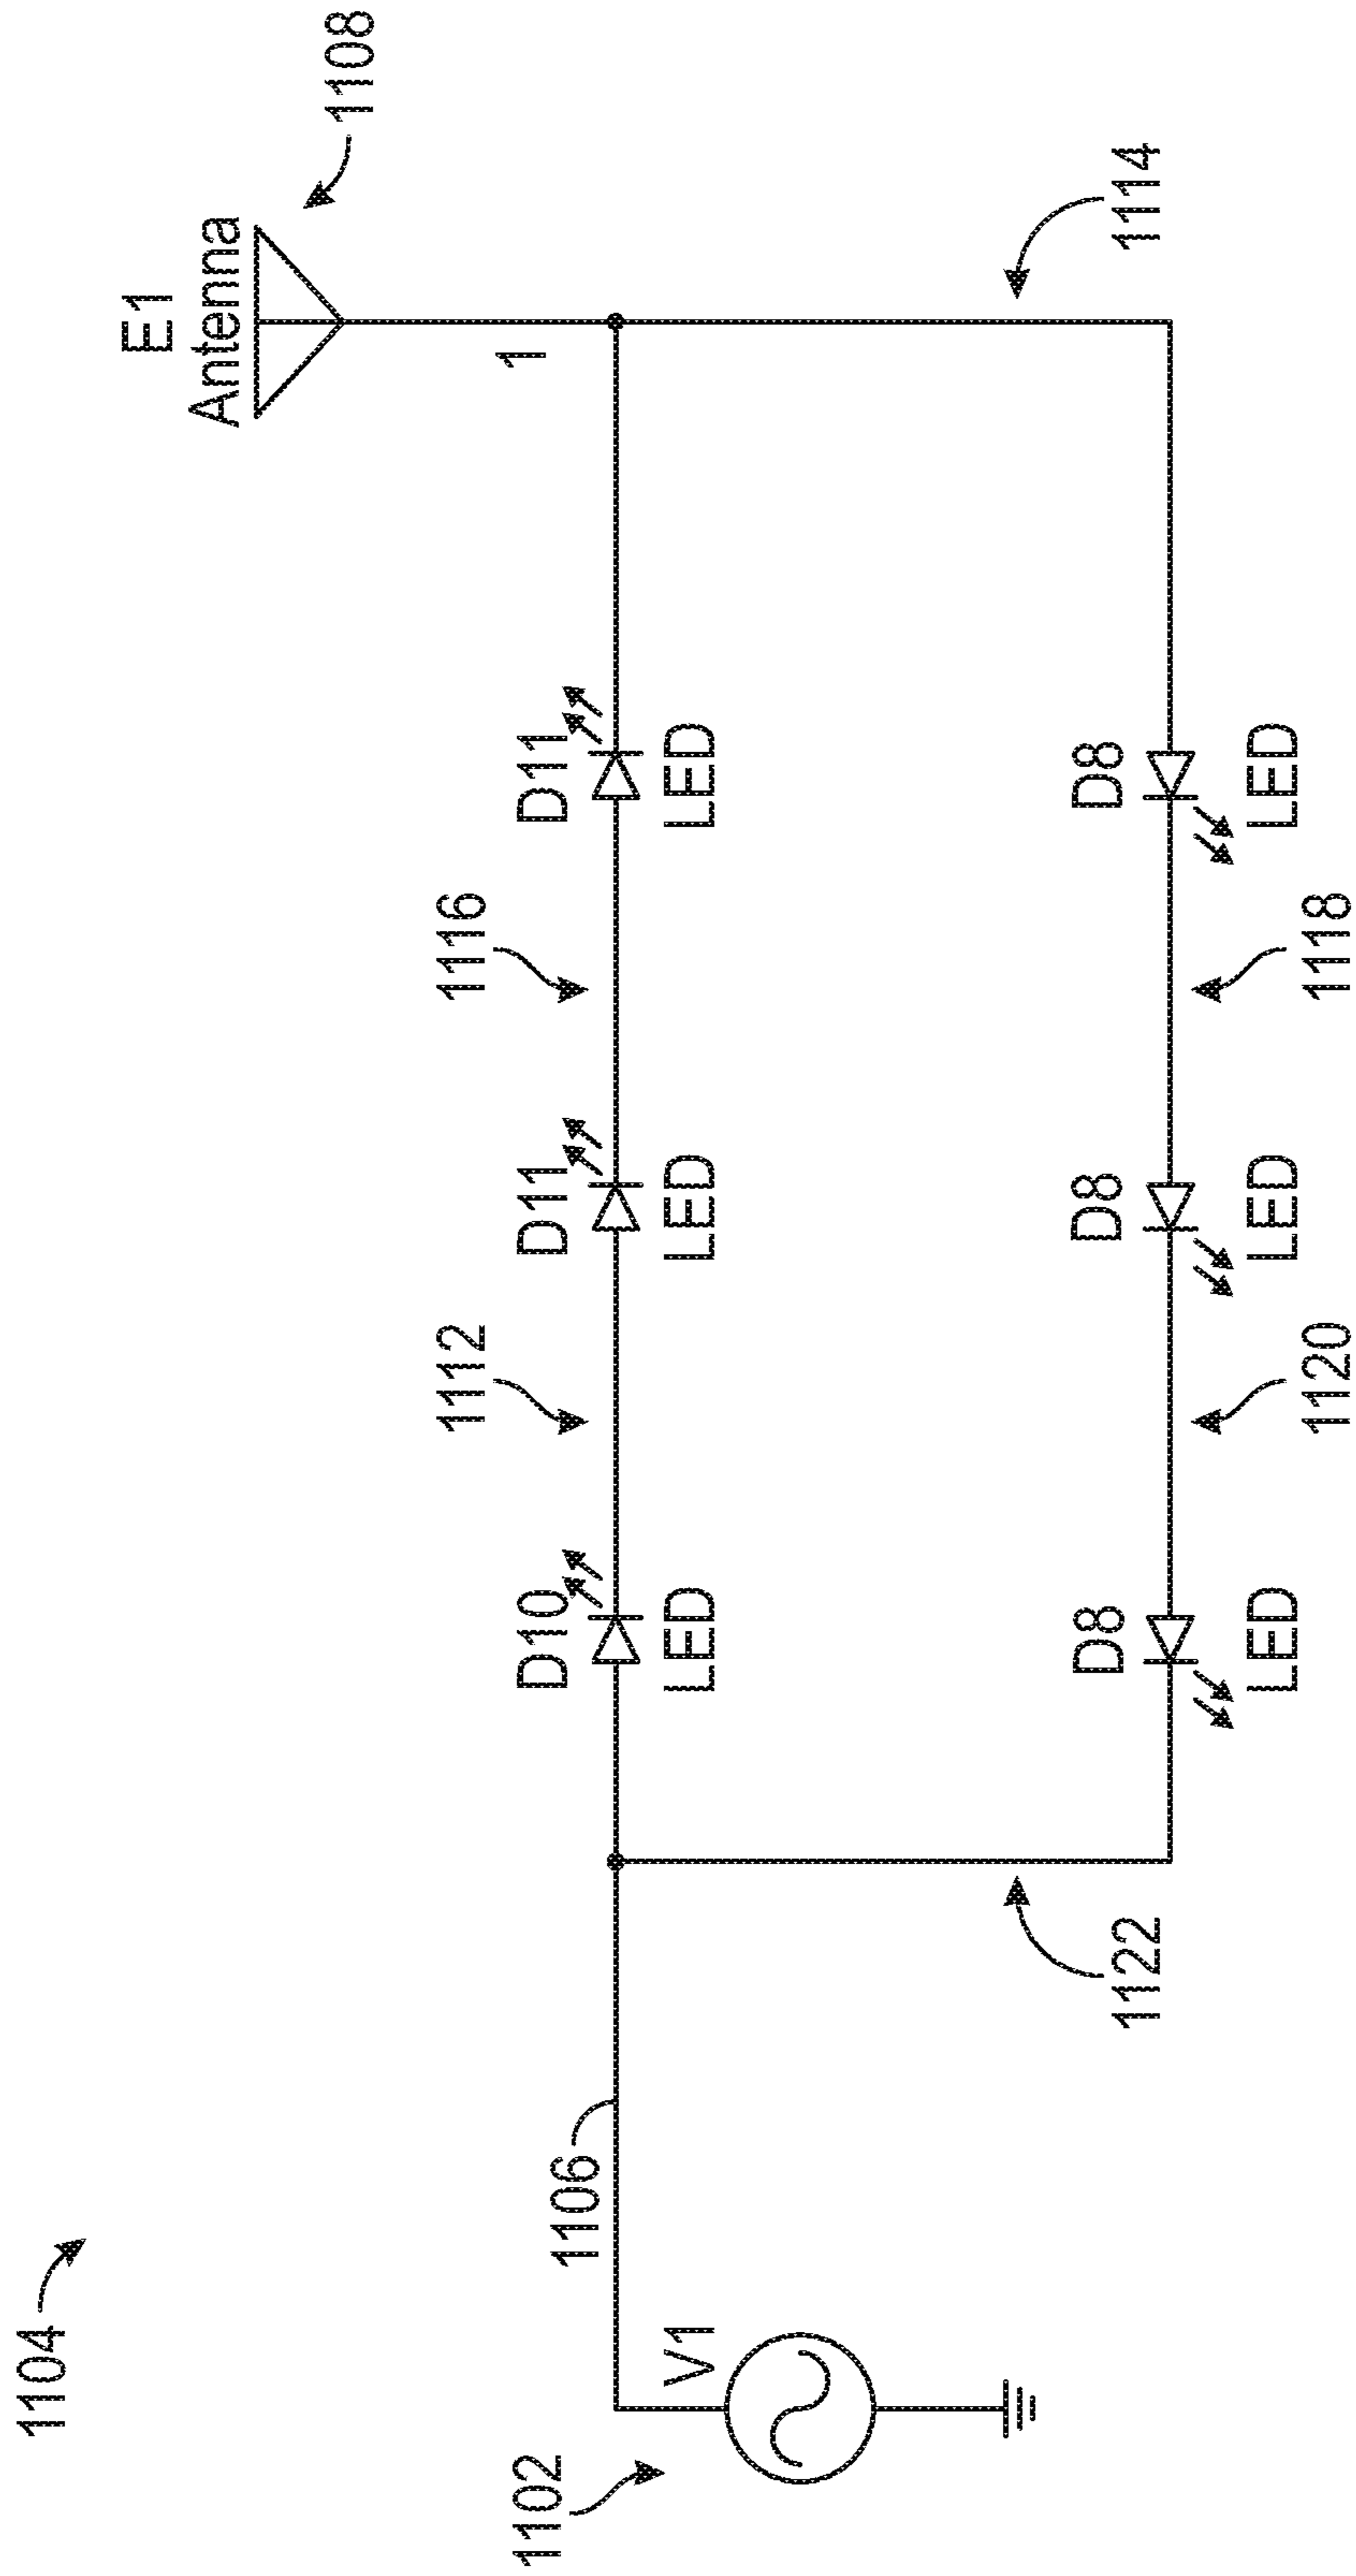 1104
E1
Antenna
1108
1
1102
V1
1106
1112
1116
D10
LED
D11
LED
D11
LED
1122
1114
D8
LED
D8
LED
D8
LED
1120
1118